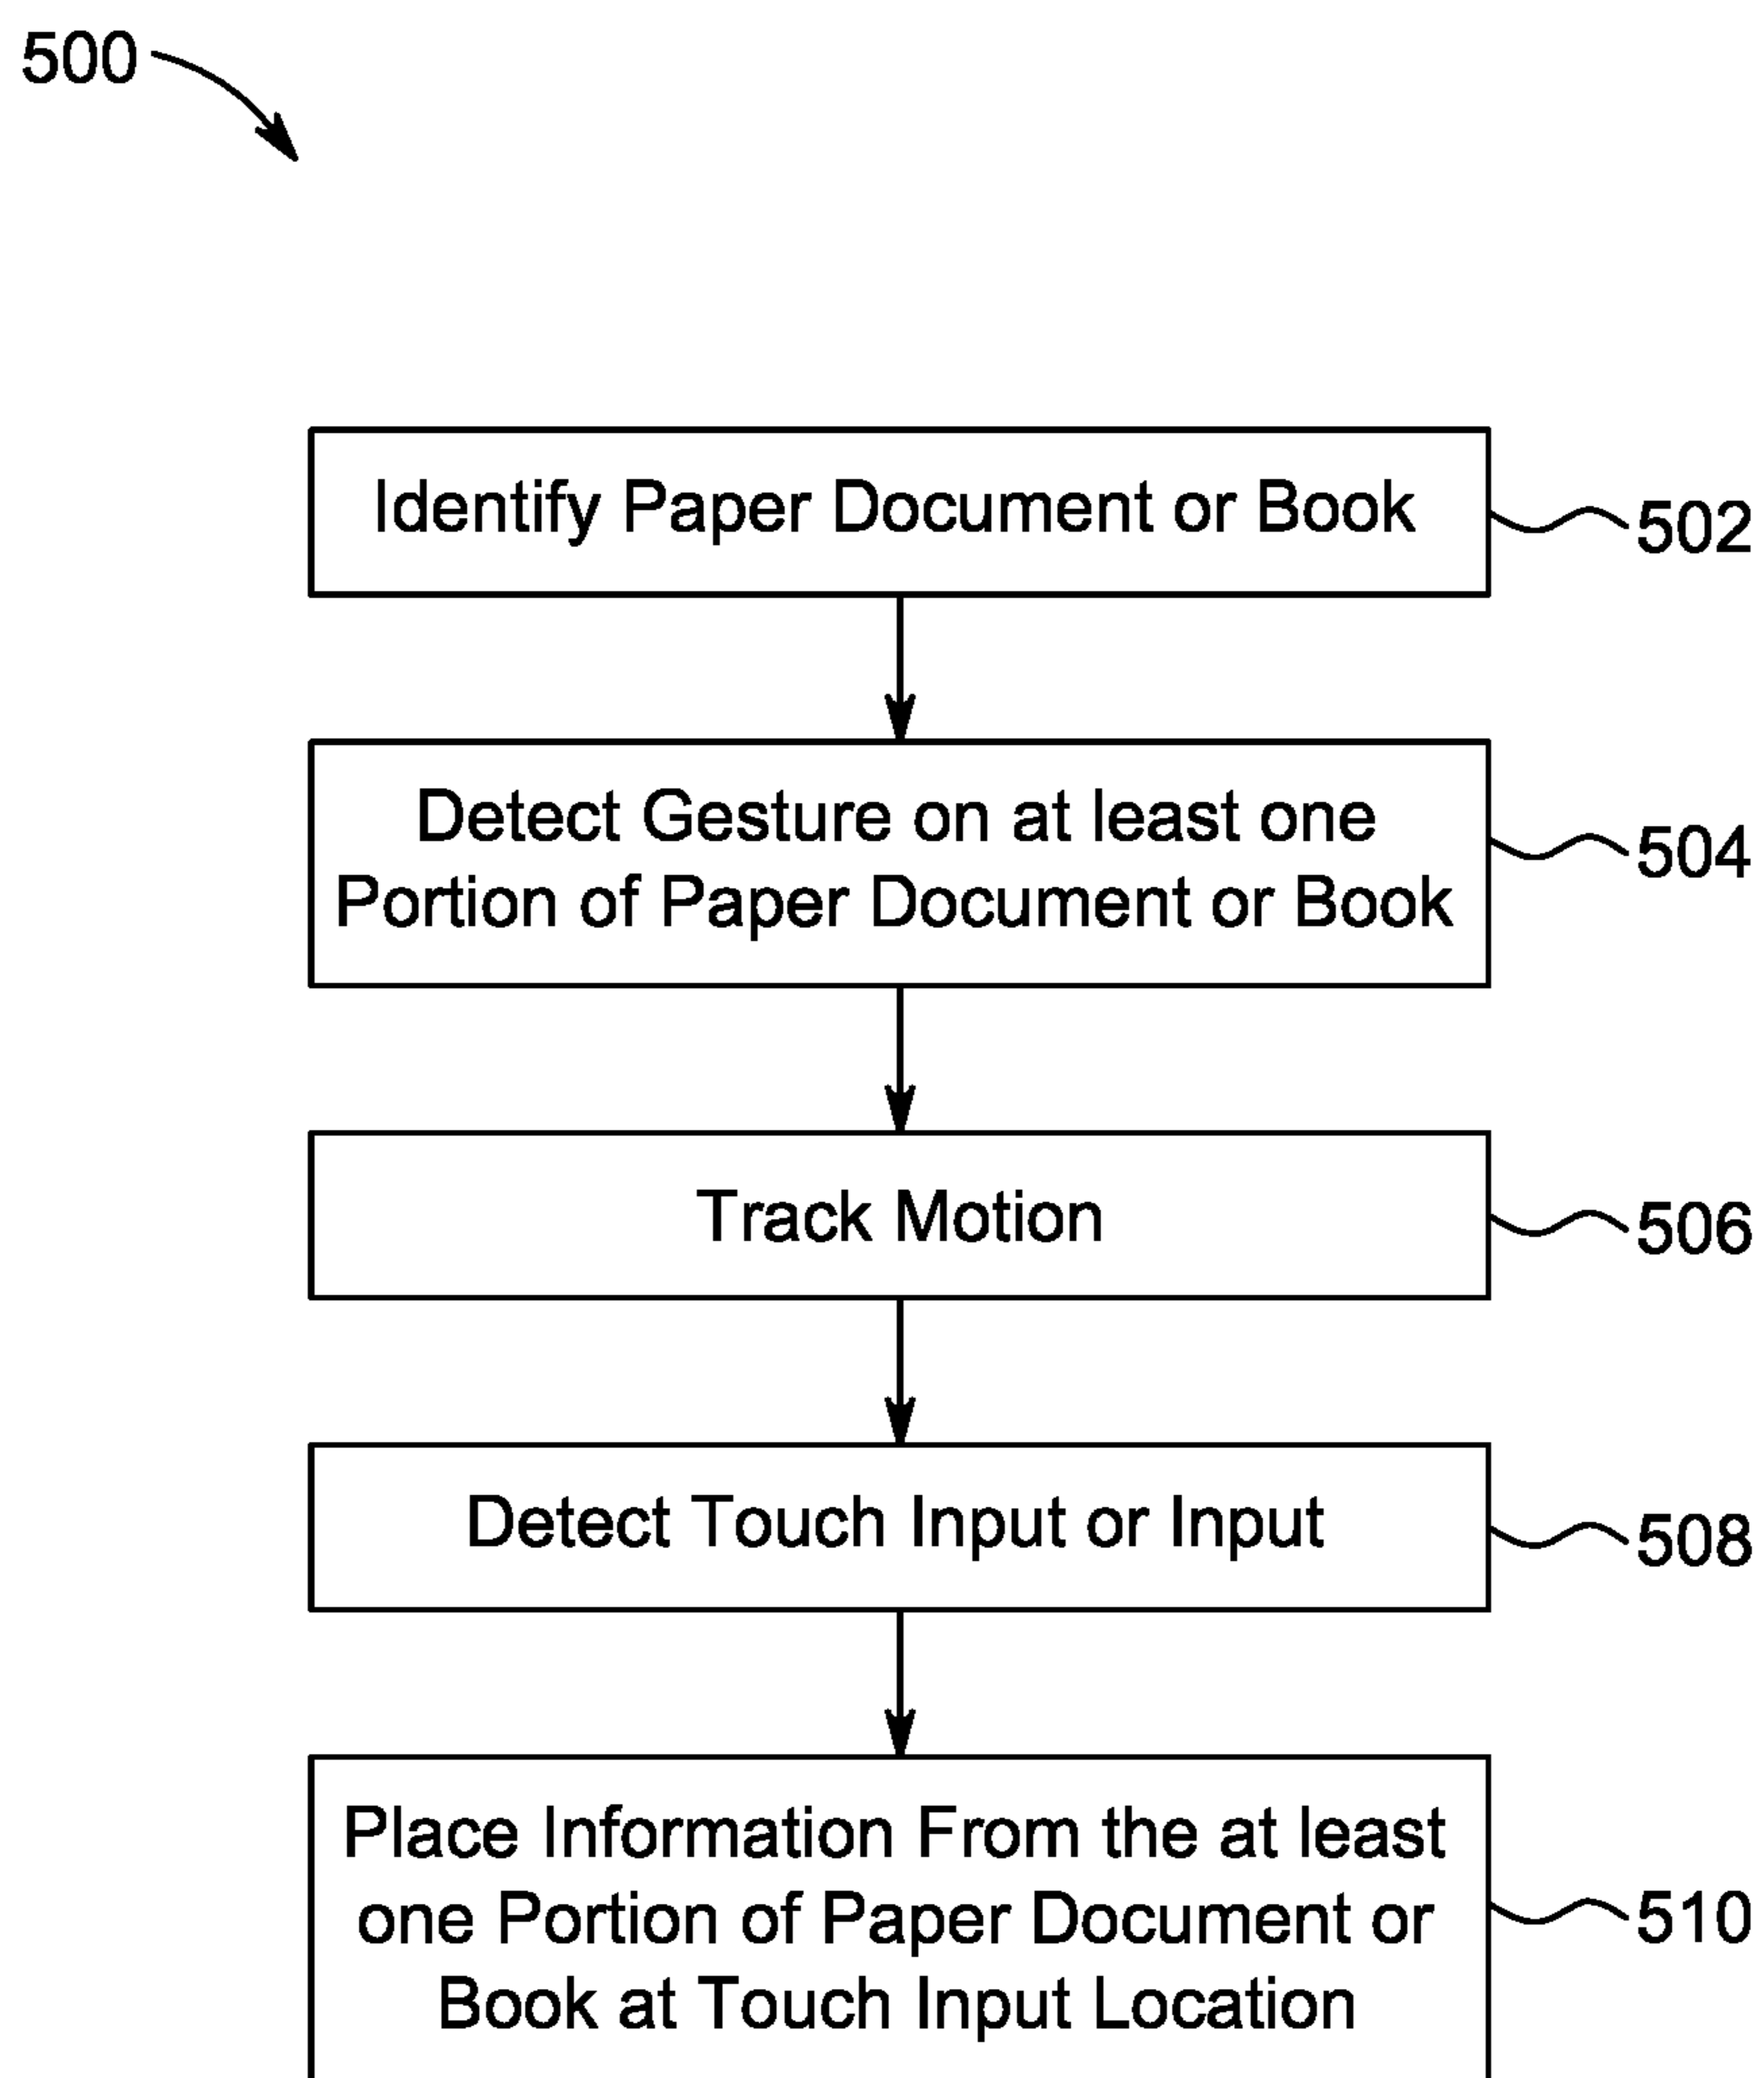 500
Identify Paper Document or Book
502
Detect Gesture on at least one
Portion of Paper Document or Book
504
Track Motion
506
Detect Touch Input or Input
508
Place Information From the at least
one Portion of Paper Document or
Book at Touch Input Location
510